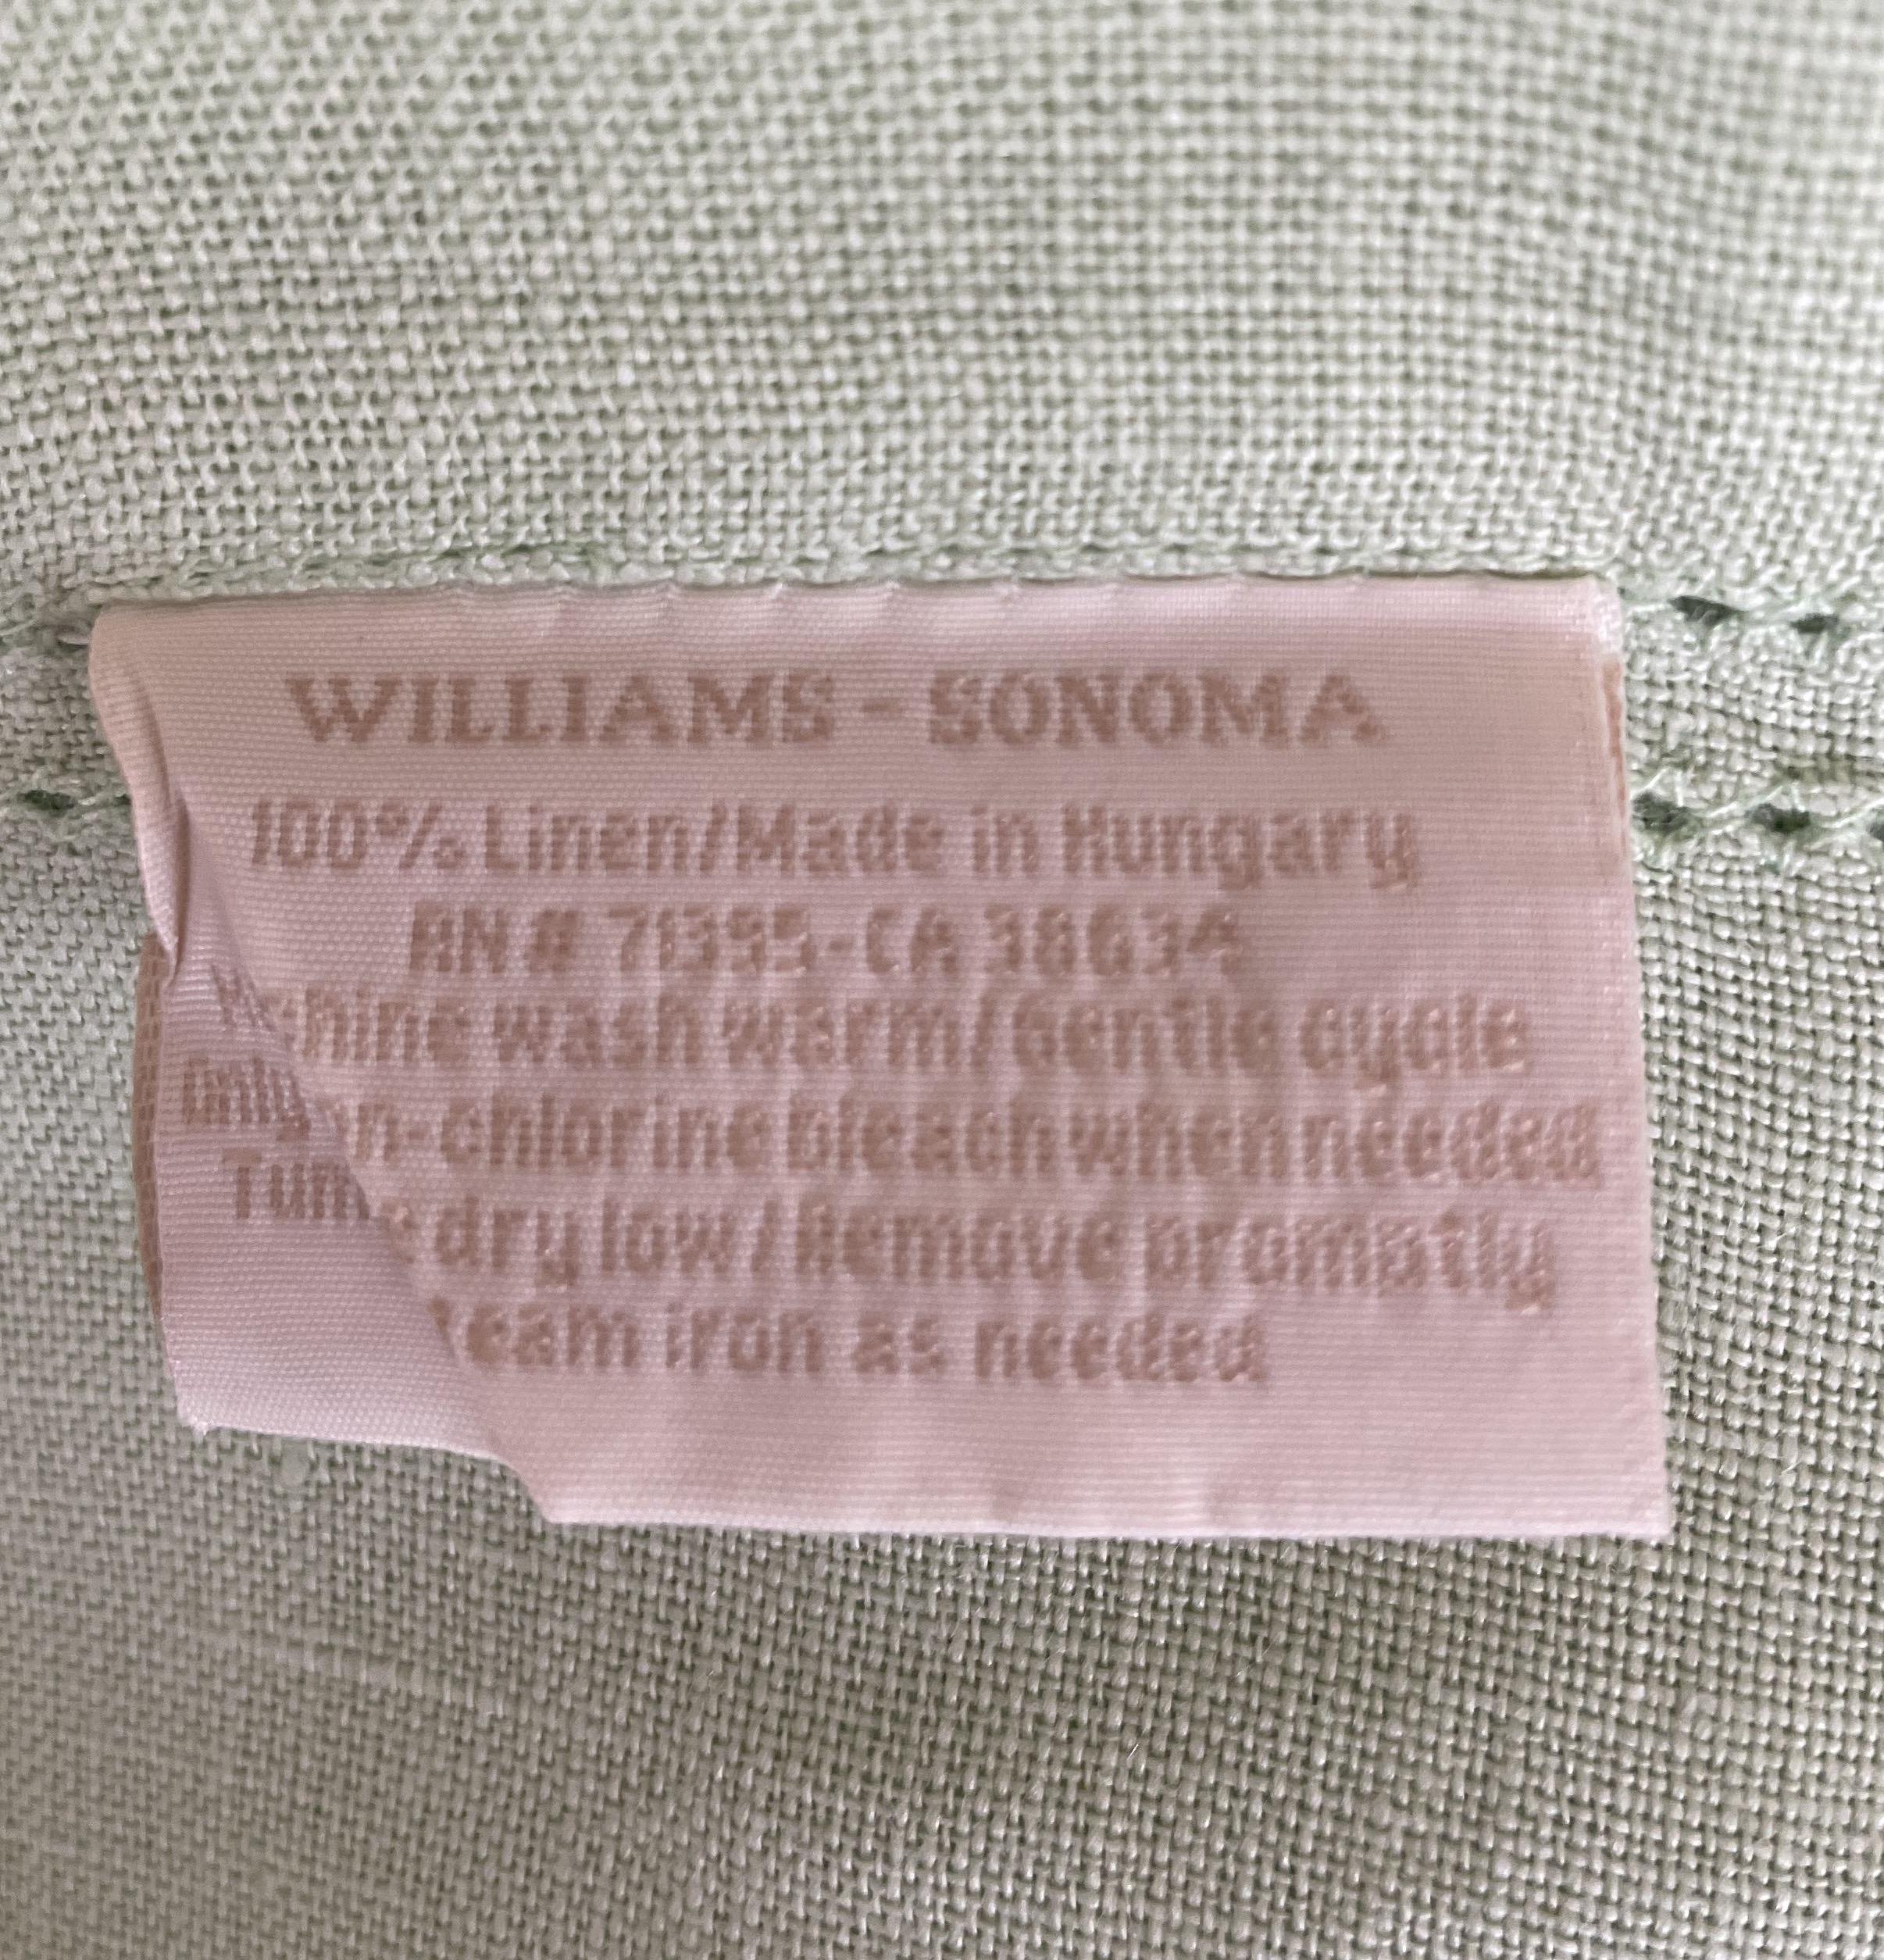 WILLIAMS - SONOMA
100% Linen/Made in Hungary
RN # 71395-CA 38634
wash warm/Gentle cycle
Only bleach when needed
dry low/Remove promptly
iron as needed